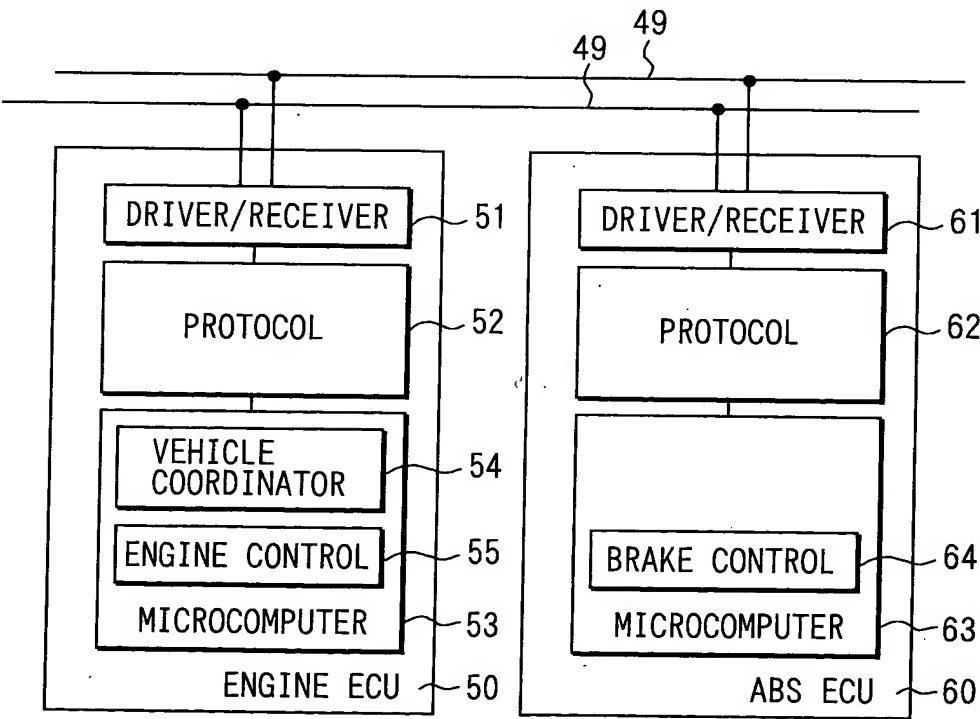 49
49
DRIVER/RECEIVER
51
PROTOCOL
52
VEHICLE
COORDINATOR
54
ENGINE CONTROL
55
MICROCOMPUTER
53
ENGINE ECU
50
DRIVER/RECEIVER
61
PROTOCOL
62
BRAKE CONTROL
64
MICROCOMPUTER
63
ABS ECU
60